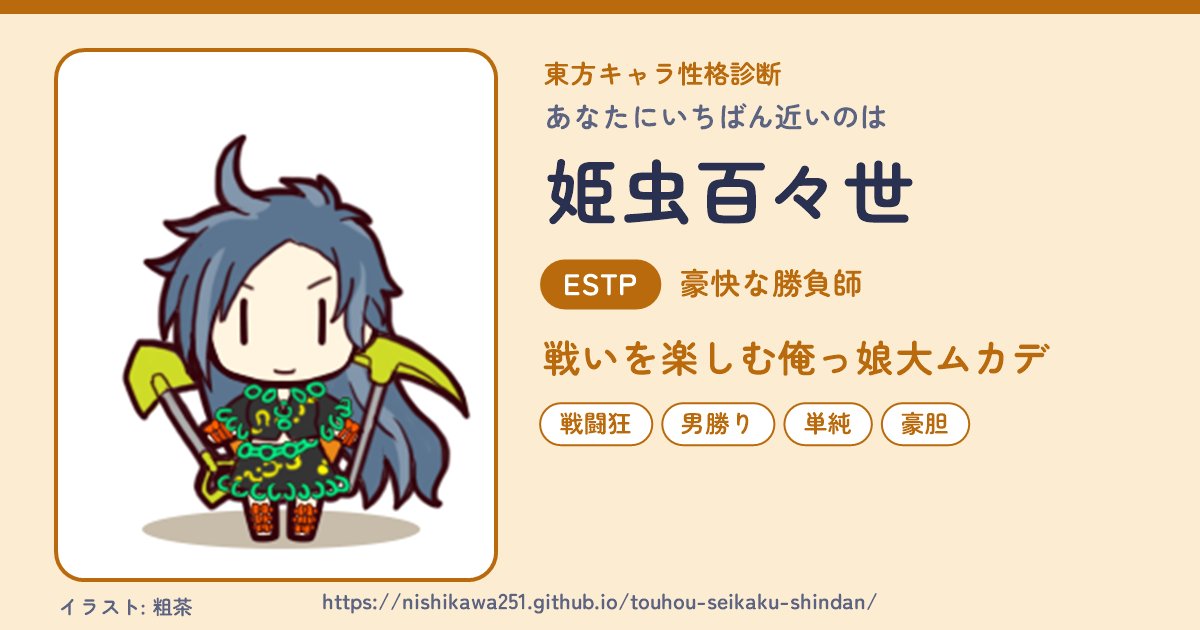 東方キャラ性格診断
あなたにいちばん近いのは
姫虫百々世
ESTP 豪快な勝負師
戦いを楽しむ俺っ娘大ムカデ
戦闘狂 男勝り 単純 豪胆
イラスト: 粗茶
https://nishikawa251.github.io/touhou-seikaku-shindan/